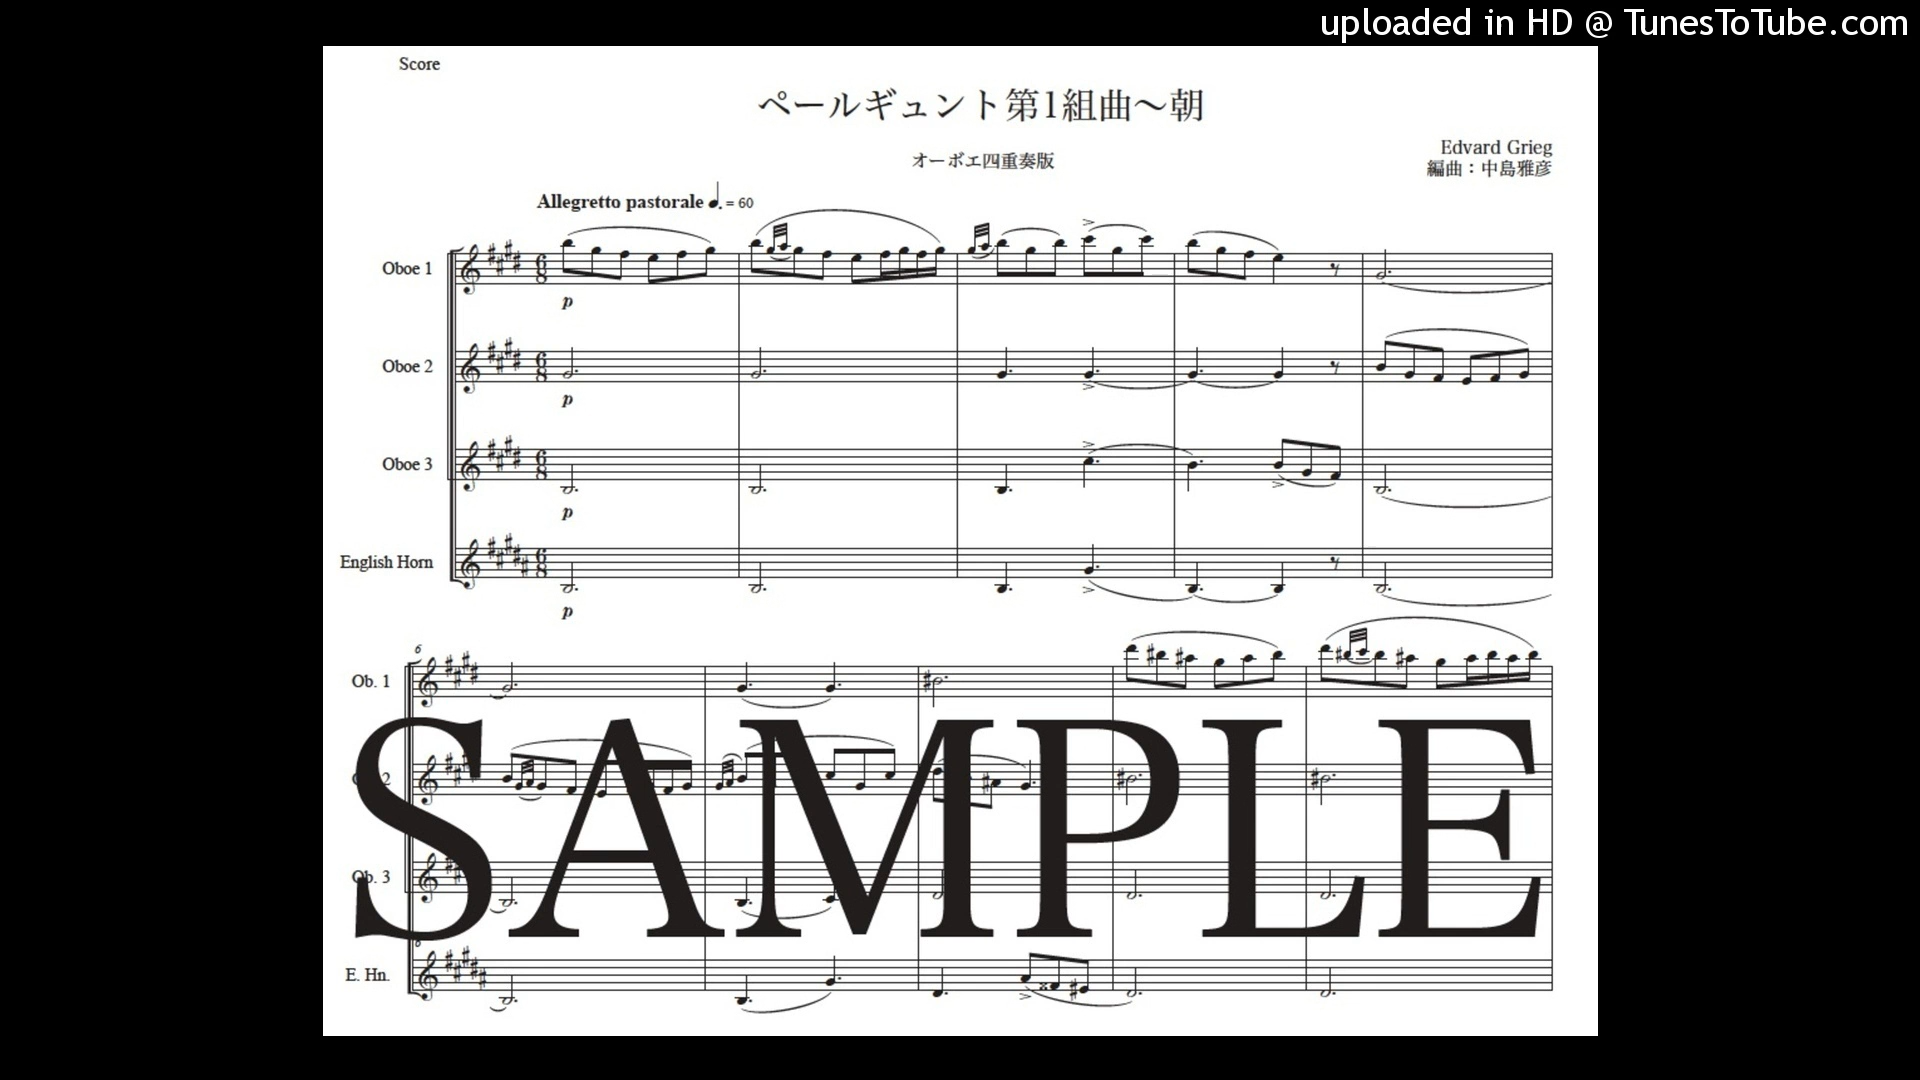 uploaded in HD @ TunesToTube.com
Score
ペールギュント第1組曲〜朝
オーボエ四重奏版
Edvard Grieg
編曲：中島雅彦
Allegretto pastorale ♩. = 60
Oboe 1
p
Oboe 2
p
Oboe 3
p
English Horn
p
6
Ob. 1
Ob. 3
E. Hn.
SAMPLE